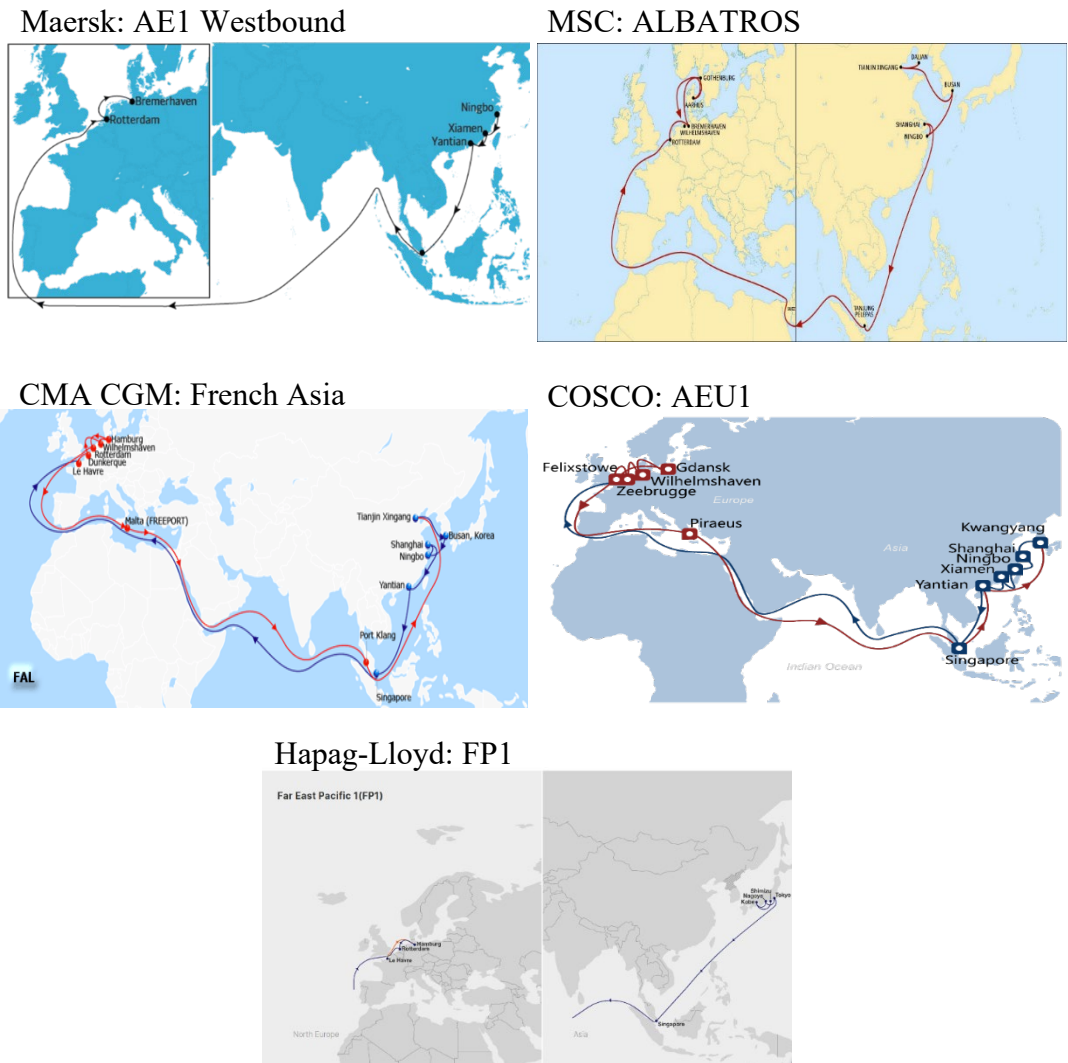 Maersk: AE1 Westbound
Bremerhaven
Rotterdam
Ningbo
Xiamen
Yantian
MSC: ALBATROS
GOTHENBURG
AARHUS
BREMERHAVEN
WILHELMSHAVEN
ROTTERDAM
DALIAN
TIANJIN XINGANG
BUSAN
SHANGHAI
NINGBO
TANJUNG
PELEPAS
CMA CGM: French Asia
Hamburg
Wilhelmshaven
Rotterdam
Dunkerque
Le Havre
Malta (FREEPORT)
Tianjin Xingang
Busan, Korea
Shanghai
Ningbo
Yantian
Port Klang
Singapore
FAL
COSCO: AEU1
Felixstowe
Gdansk
Wilhelmshaven
Zeebrugge
Europe
Piraeus
Asia
Kwangyang
Shanghai
Ningbo
Xiamen
Yantian
Singapore
Indian Ocean
Hapag-Lloyd: FP1
Far East Pacific 1(FP1)
Hamburg
Rotterdam
Le Havre
North Europe
Shimizu
Nagoya
Tokyo
Kobe
Singapore
Asia